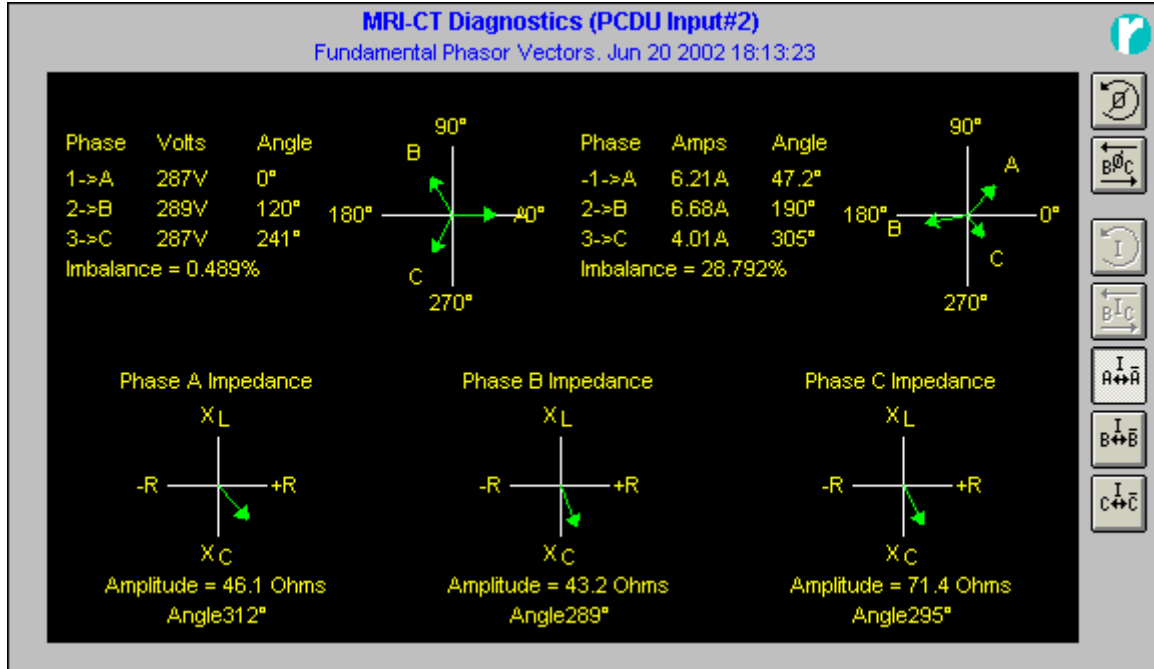 MRI-CT Diagnostics (PCDU Input#2)
Fundamental Phasor Vectors. Jun 20 2002 18:13:23
r
Phase Volts Angle
1->A 287V 0°
2->B 289V 120°
3->C 287V 241°
Imbalance = 0.489%
90°
B
180° A0°
C
270°
Phase Amps Angle
-1->A 6.21A 47.2°
2->B 6.68A 190°
3->C 4.01A 305°
Imbalance = 28.792%
90°
A
180° 0°
B
C
270°
Ø
BØC
I
BIC
I
A↔Ā
I
B↔B̄
I
C↔C̄
Phase A Impedance
XL
-R +R
XC
Amplitude = 46.1 Ohms
Angle312°
Phase B Impedance
XL
-R +R
XC
Amplitude = 43.2 Ohms
Angle289°
Phase C Impedance
XL
-R +R
XC
Amplitude = 71.4 Ohms
Angle295°